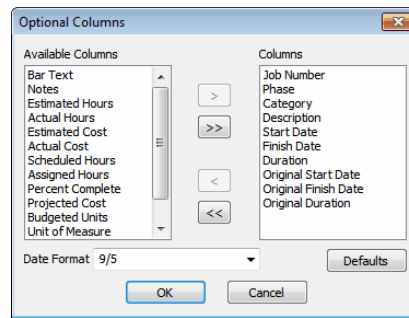 Optional Columns
Available Columns
Bar Text
Notes
Estimated Hours
Actual Hours
Estimated Cost
Actual Cost
Scheduled Hours
Assigned Hours
Percent Complete
Projected Cost
Budgeted Units
Unit of Measure
>
>>
<
<<
Columns
Job Number
Phase
Category
Description
Start Date
Finish Date
Duration
Original Start Date
Original Finish Date
Original Duration
Date Format 9/5
Defaults
OK Cancel